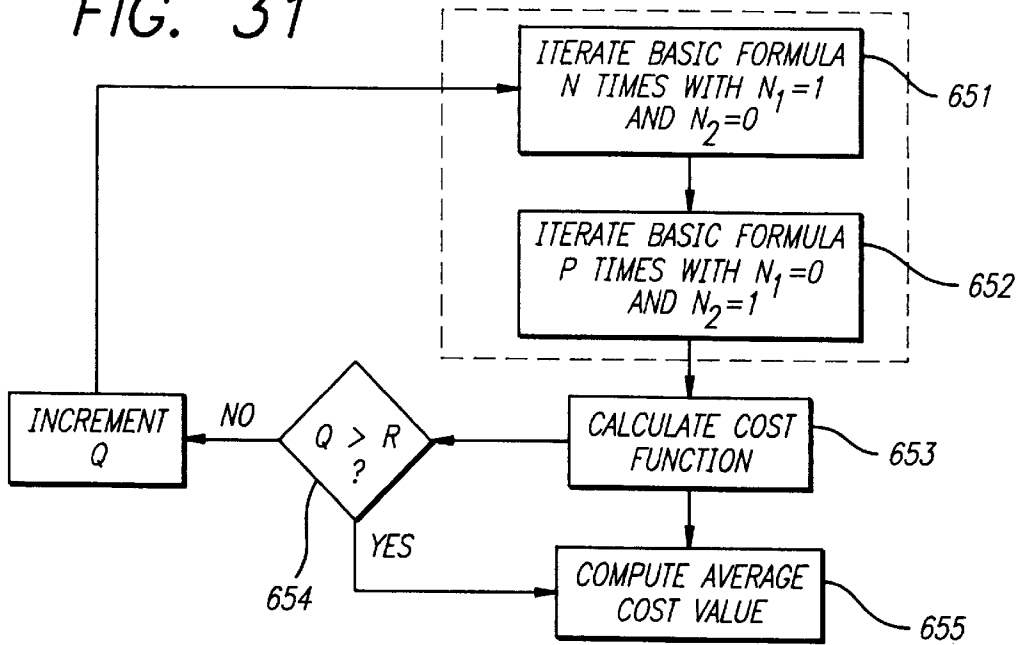 FIG. 31
ITERATE BASIC FORMULA
N TIMES WITH N₁=1
AND N₂=0
651
ITERATE BASIC FORMULA
P TIMES WITH N₁=0
AND N₂=1
652
CALCULATE COST
FUNCTION
653
Q > R
?
654
NO
INCREMENT
Q
YES
COMPUTE AVERAGE
COST VALUE
655